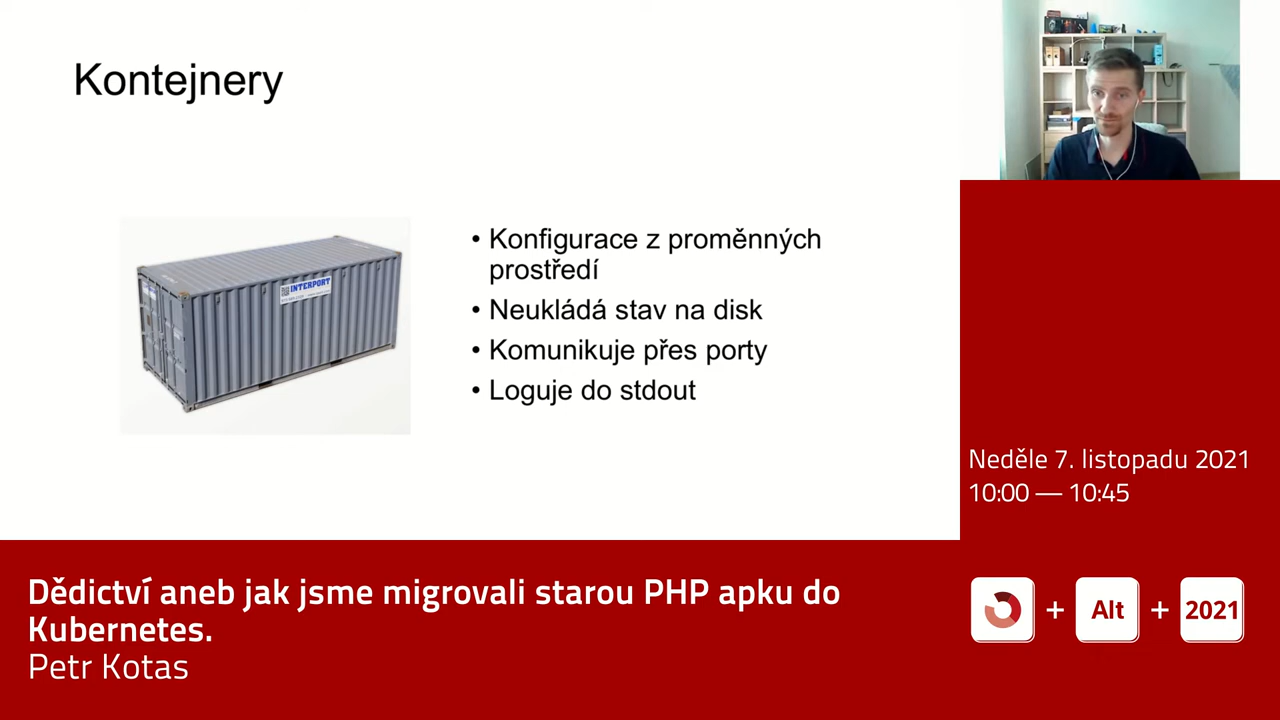 Kontejnery
INTERPORT
• Konfigurace z proměnných
prostředí
• Neukládá stav na disk
• Komunikuje přes porty
• Loguje do stdout
Neděle 7. listopadu 2021
10:00 — 10:45
Dědictví aneb jak jsme migrovali starou PHP apku do
Kubernetes.
Petr Kotas
+ Alt + 2021